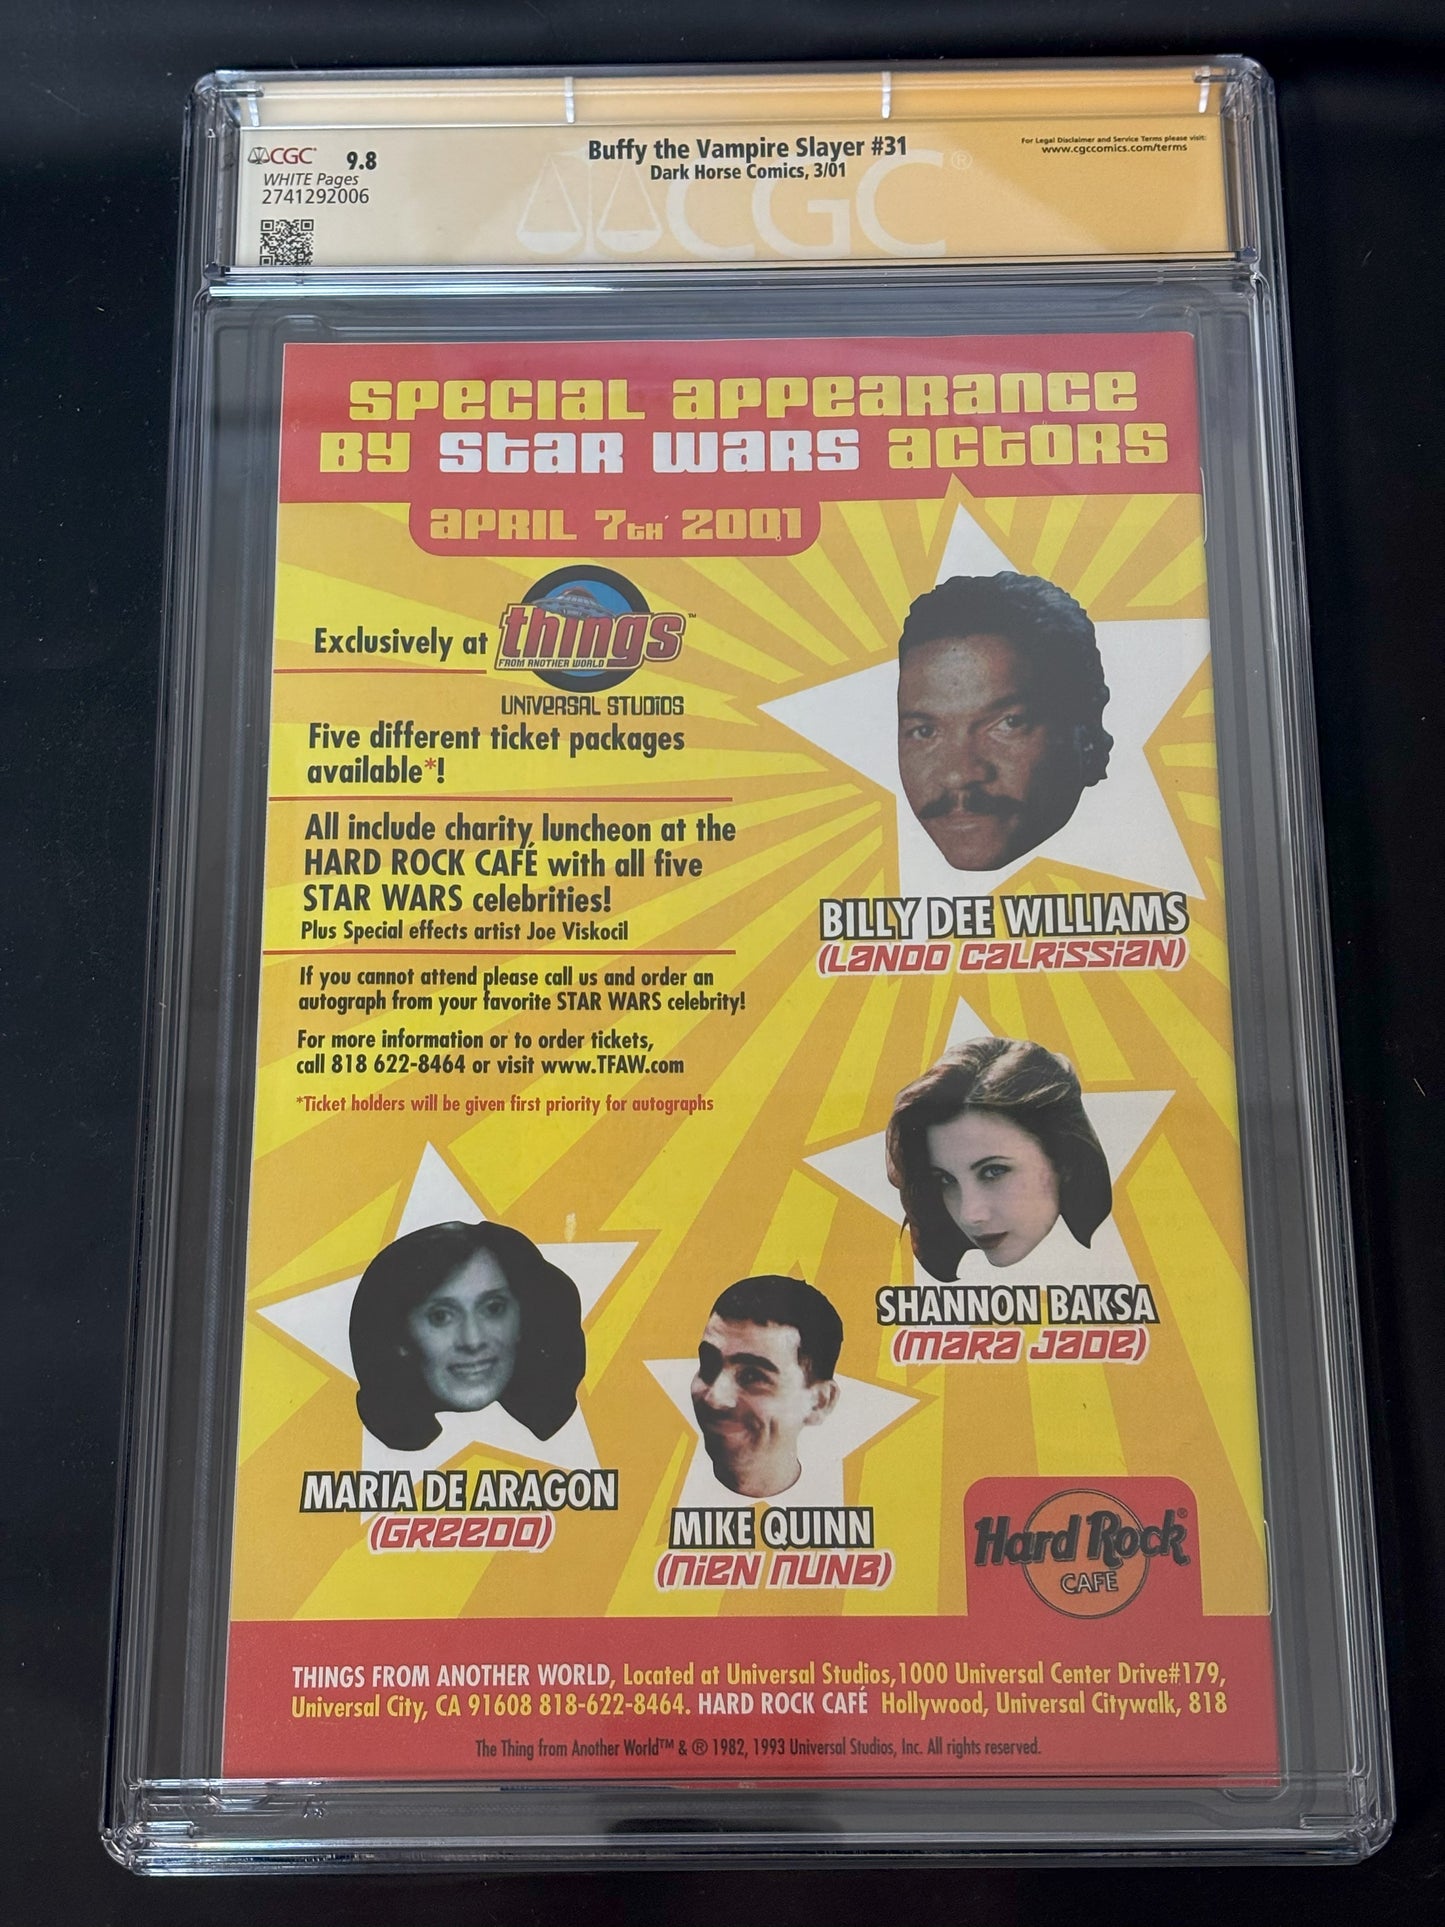 CGC® 9.8
WHITE Pages
2741292006
Buffy the Vampire Slayer #31
Dark Horse Comics, 3/01
For Legal Disclaimer and Service Terms please visit:
www.cgccomics.com/terms
CGC®
SPECIAL APPEARANCE
BY STAR WARS ACTORS
APRIL 7TH 2001
Exclusively at things™
FROM ANOTHER WORLD
UNIVERSAL STUDIOS
Five different ticket packages
available*!
All include charity luncheon at the
HARD ROCK CAFÉ with all five
STAR WARS celebrities!
Plus Special effects artist Joe Viskocil
If you cannot attend please call us and order an
autograph from your favorite STAR WARS celebrity!
For more information or to order tickets,
call 818 622-8464 or visit www.TFAW.com
*Ticket holders will be given first priority for autographs
BILLY DEE WILLIAMS
(LANDO CALRISSIAN)
SHANNON BAKSA
(MARA JADE)
MARIA DE ARAGON
(GREEDO)
MIKE QUINN
(NIEN NUNB)
Hard Rock®
CAFE
THINGS FROM ANOTHER WORLD, Located at Universal Studios,1000 Universal Center Drive#179,
Universal City, CA 91608 818-622-8464. HARD ROCK CAFÉ Hollywood, Universal Citywalk, 818
The Thing from Another World™ & ® 1982, 1993 Universal Studios, Inc. All rights reserved.